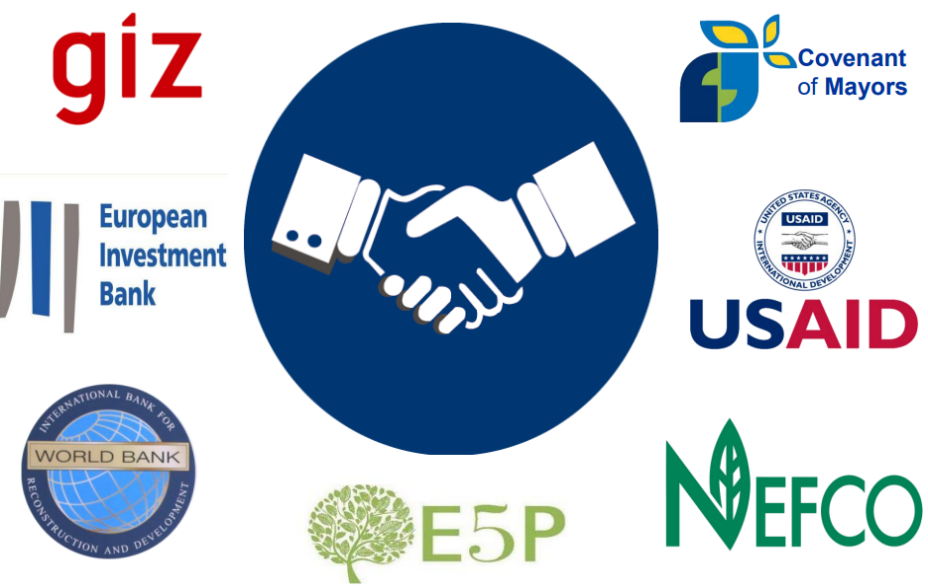 giz
Covenant
of Mayors
European
Investment
Bank
UNITED STATES AGENCY
USAID
INTERNATIONAL DEVELOPMENT
USAID
INTERNATIONAL BANK FOR
WORLD BANK
RECONSTRUCTION AND DEVELOPMENT
E5P
NEFCO